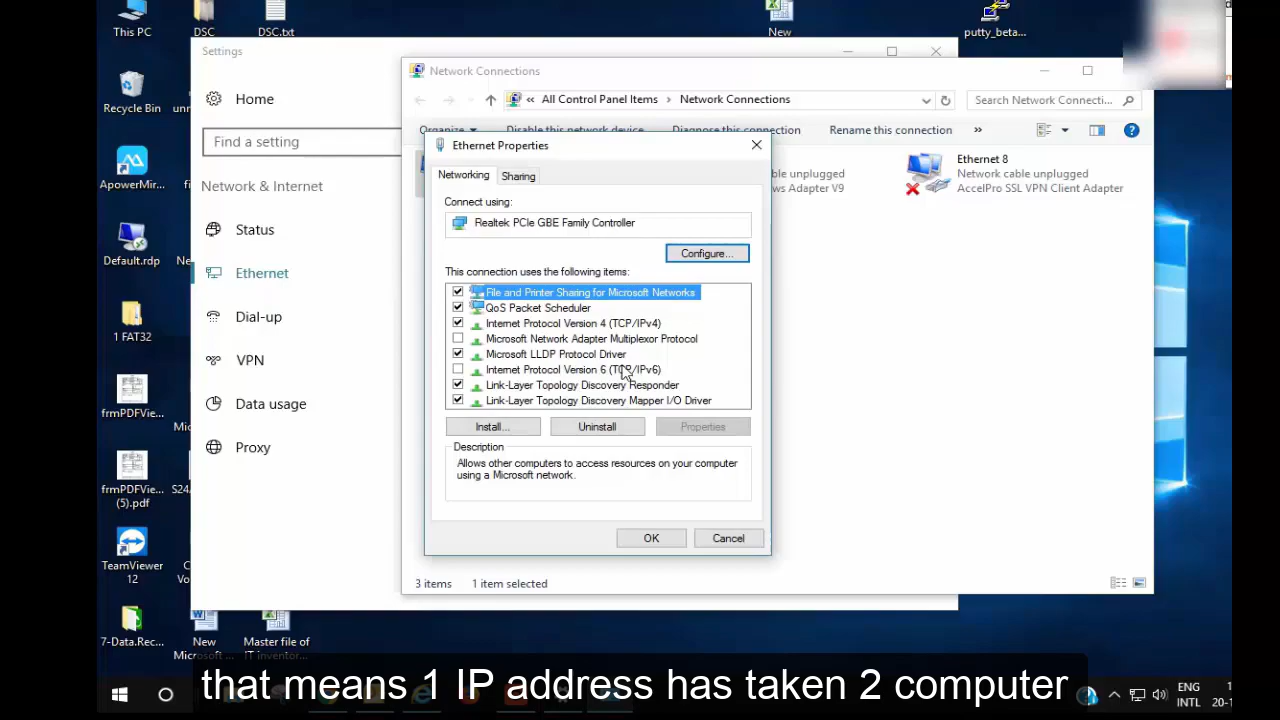 This PC
DSC
DSC.txt
New
putty_beta...
Settings
Network Connections
Recycle Bin
Home
All Control Panel Items
Network Connections
Search Network Connecti...
Organize
Disable this network device
Diagnose this connection
Rename this connection
»
Find a setting
Ethernet Properties
Networking
Sharing
Ethernet 8
Network cable unplugged
AccelPro SSL VPN Client Adapter
ApowerMir...
Network & Internet
Connect using:
Realtek PCIe GBE Family Controller
Configure...
Status
Default.rdp
Ethernet
This connection uses the following items:
File and Printer Sharing for Microsoft Networks
QoS Packet Scheduler
Internet Protocol Version 4 (TCP/IPv4)
Microsoft Network Adapter Multiplexor Protocol
Microsoft LLDP Protocol Driver
Internet Protocol Version 6 (TCP/IPv6)
Link-Layer Topology Discovery Responder
Link-Layer Topology Discovery Mapper I/O Driver
Dial-up
1 FAT32
VPN
Data usage
frmPDFVie...
Install...
Uninstall
Properties
Proxy
Description
Allows other computers to access resources on your computer
using a Microsoft network.
frmPDFVie...
(5).pdf
OK
Cancel
TeamViewer
12
3 items
1 item selected
7-Data.Rec...
New
Microsoft...
Master file of
IT inventor...
that means 1 IP address has taken 2 computer
ENG
INTL